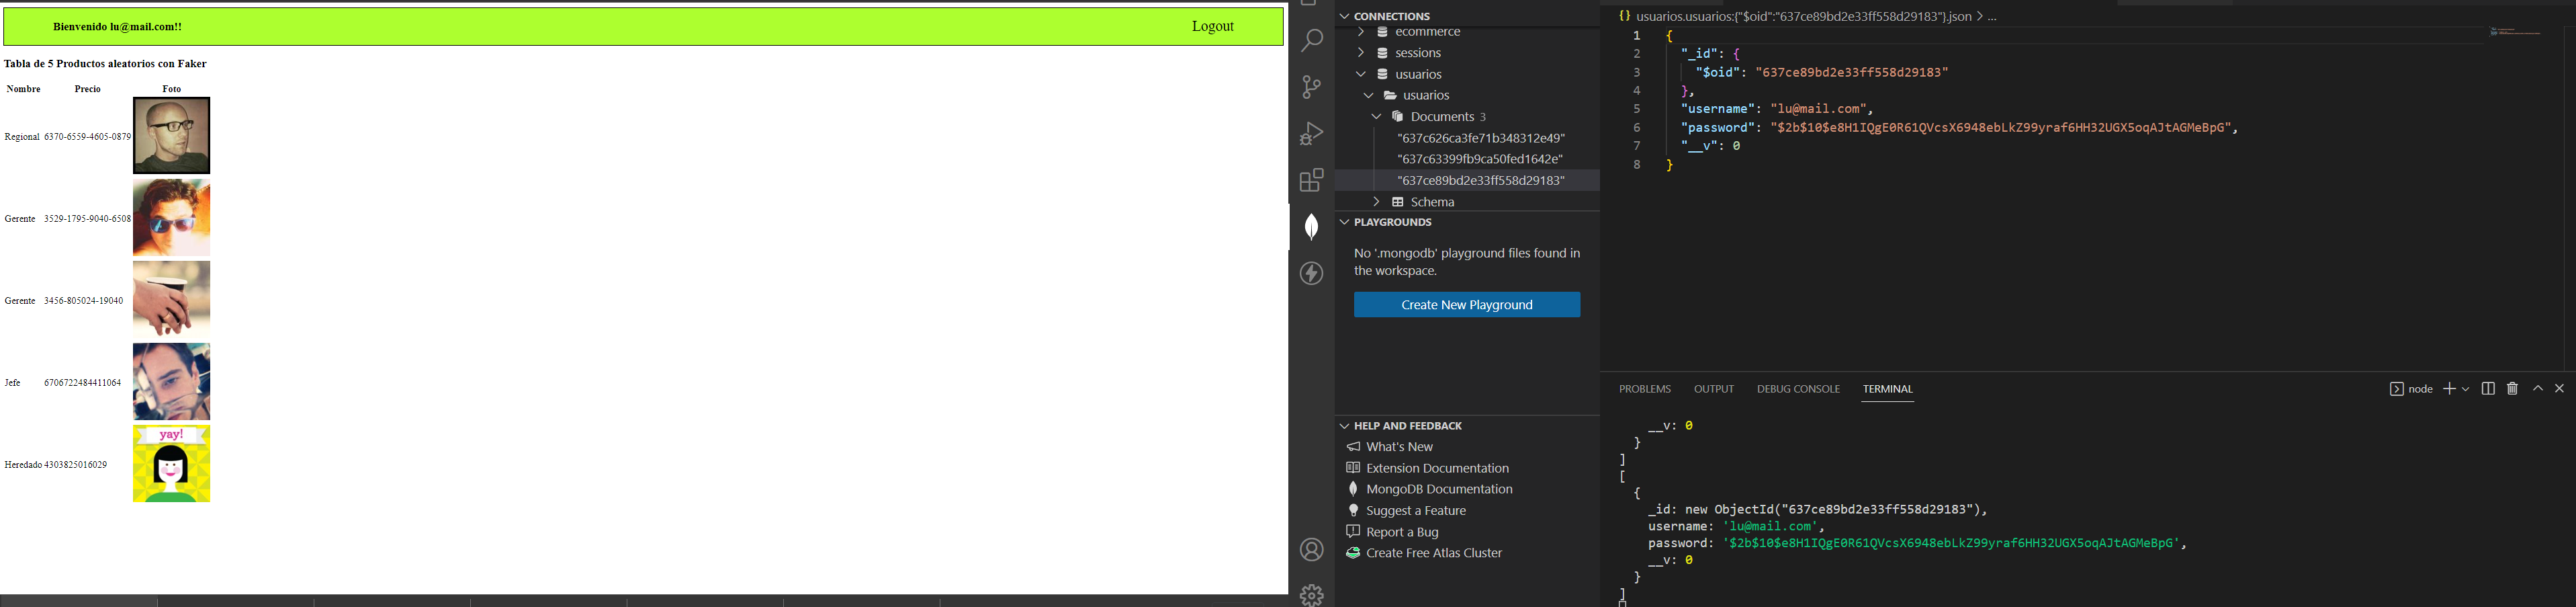 Bienvenido lu@mail.com!!
Logout
Tabla de 5 Productos aleatorios con Faker
Nombre Precio Foto
Regional 6370-6559-4605-0879
Gerente 3529-1795-9040-6508
Gerente 3456-805024-19040
Jefe 6706722484411064
yay!
Heredado 4303825016029
CONNECTIONS
ecommerce
sessions
usuarios
usuarios
Documents 3
"637c626ca3fe71b348312e49"
"637c63399fb9ca50fed1642e"
"637ce89bd2e33ff558d29183"
Schema
PLAYGROUNDS
No '.mongodb' playground files found in
the workspace.
Create New Playground
HELP AND FEEDBACK
What's New
Extension Documentation
MongoDB Documentation
Suggest a Feature
Report a Bug
Create Free Atlas Cluster
{} usuarios.usuarios:{"$oid":"637ce89bd2e33ff558d29183"}.json > ...
1 {
2 "_id": {
3 "$oid": "637ce89bd2e33ff558d29183"
4 },
5 "username": "lu@mail.com",
6 "password": "$2b$10$e8H1IQgE0R61QVcsX6948ebLkZ99yraf6HH32UGX5oqAJtAGMeBpG",
7 "__v": 0
8 }
PROBLEMS OUTPUT DEBUG CONSOLE TERMINAL
node
__v: 0
}
]
[
{
_id: new ObjectId("637ce89bd2e33ff558d29183"),
username: 'lu@mail.com',
password: '$2b$10$e8H1IQgE0R61QVcsX6948ebLkZ99yraf6HH32UGX5oqAJtAGMeBpG',
__v: 0
}
]